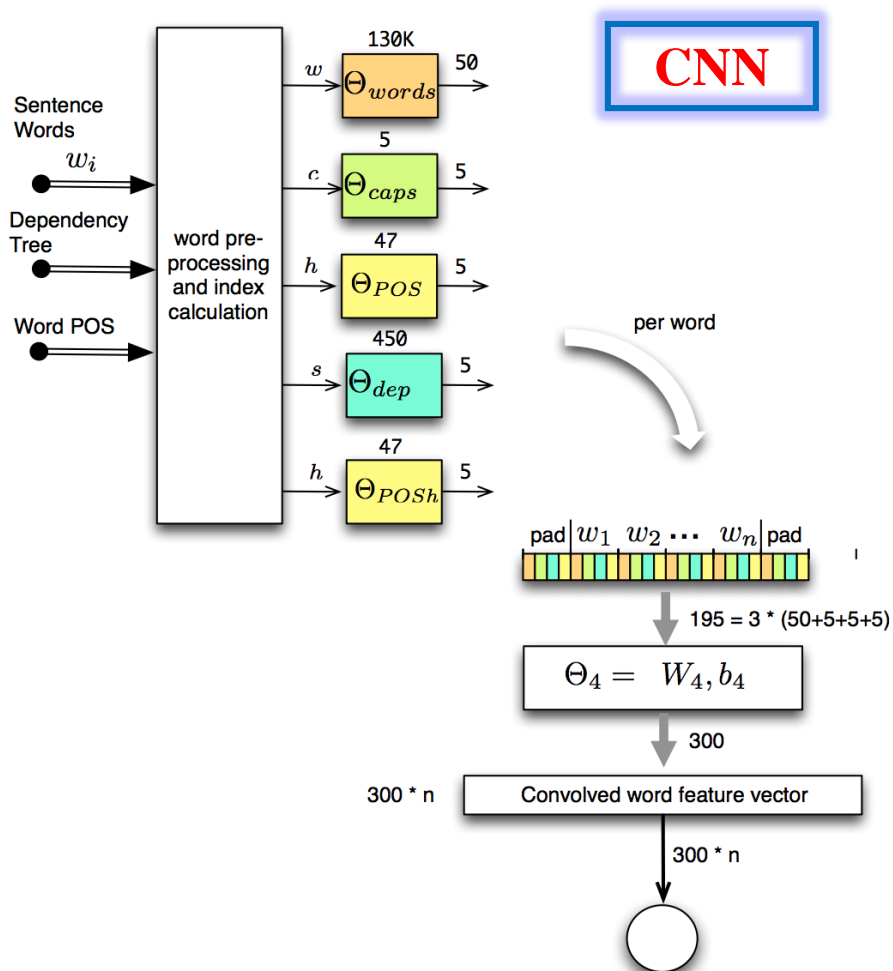 CNN
130K
w
Θwords
50
Sentence
Words
wi
5
c
Θcaps
5
Dependency
Tree
word pre-
processing
and index
calculation
47
h
ΘPOS
5
Word POS
450
s
Θdep
5
47
h
ΘPOSh
5
per word
pad w1 w2 ... wn pad
195 = 3 * (50+5+5+5)
Θ4 = W4, b4
300
300 * n
Convolved word feature vector
300 * n